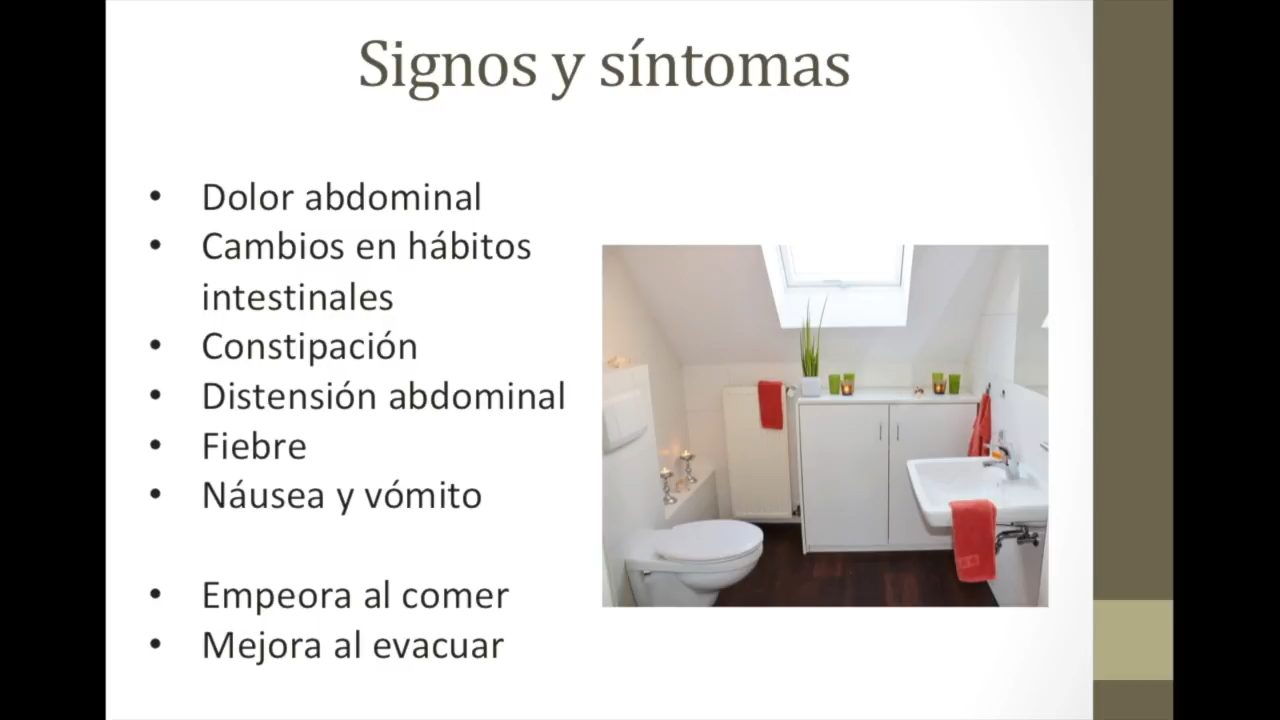 Signos y síntomas
• Dolor abdominal
• Cambios en hábitos
intestinales
• Constipación
• Distensión abdominal
• Fiebre
• Náusea y vómito
• Empeora al comer
• Mejora al evacuar